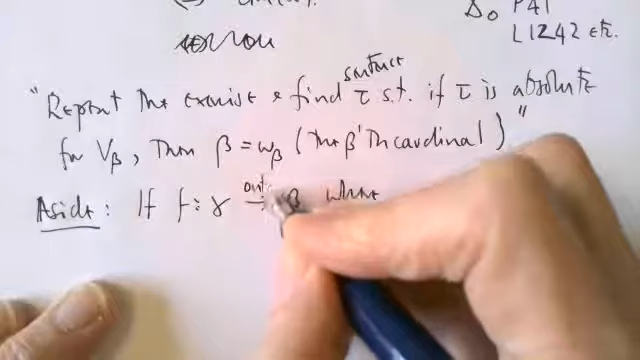 Δ₀ P41
L1242 etc.
"Repeat the exercise & find sentence τ s.t. if τ is absolute
for V_β, then β = ω_β (the β'th cardinal)"
Aside: If f: γ → β where